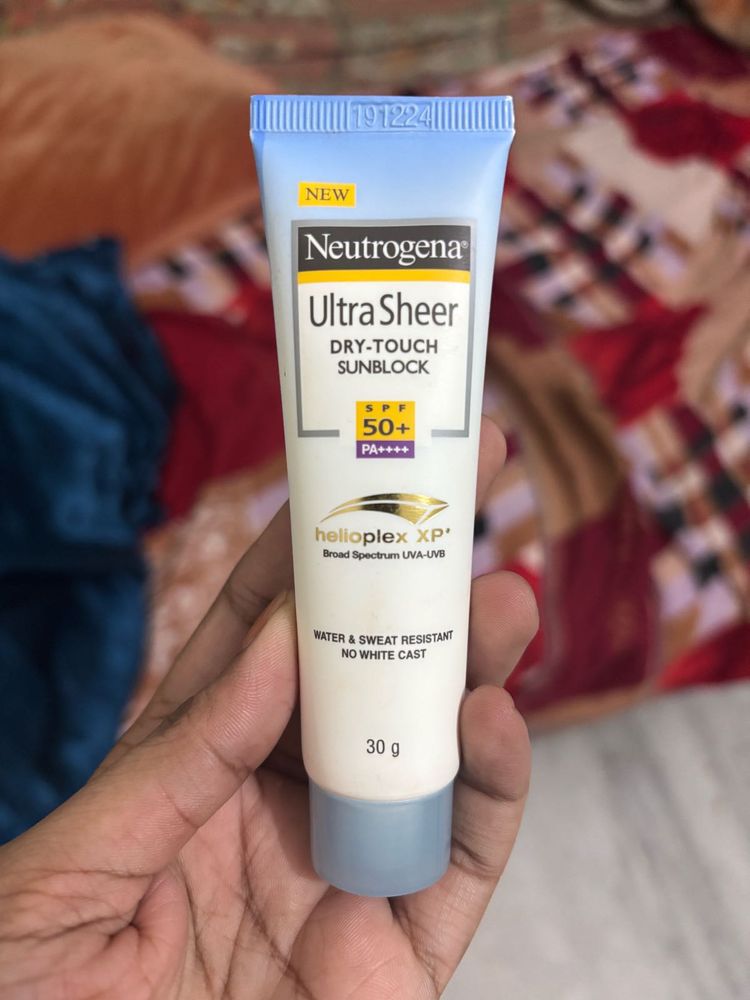 191224
NEW
Neutrogena®
Ultra Sheer
DRY-TOUCH
SUNBLOCK
SPF
50+
PA++++
helioplex XP'
Broad Spectrum UVA-UVB
WATER & SWEAT RESISTANT
NO WHITE CAST
30 g